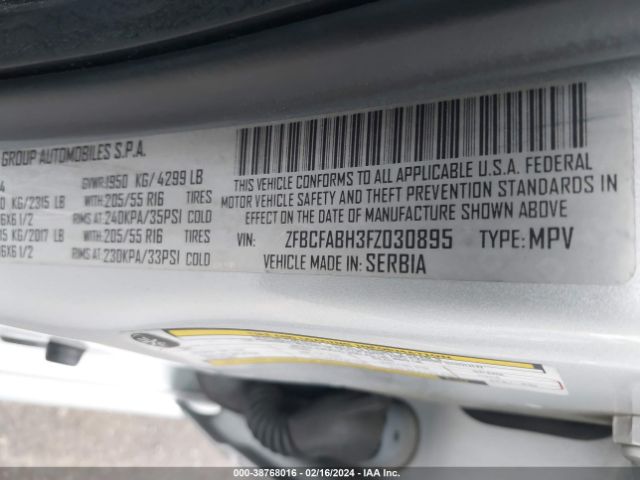 GROUP AUTOMOBILES S.P.A.
4 GVWR:1950 KG/ 4299 LB
0 KG/2315 LB WITH:205/55 R16 TIRES
6X6 1/2 RIMS AT:240KPA/35PSI COLD
15 KG/2017 LB WITH:205/55 R16 TIRES
6X6 1/2 RIMS AT:230KPA/33PSI COLD
THIS VEHICLE CONFORMS TO ALL APPLICABLE U.S.A. FEDERAL
MOTOR VEHICLE SAFETY AND THEFT PREVENTION STANDARDS IN
EFFECT ON THE DATE OF MANUFACTURE SHOWN ABOVE
VIN: ZFBCFABH3FZ030895 TYPE: MPV
VEHICLE MADE IN: SERBIA
000-38768016 - 02/16/2024 - IAA Inc.